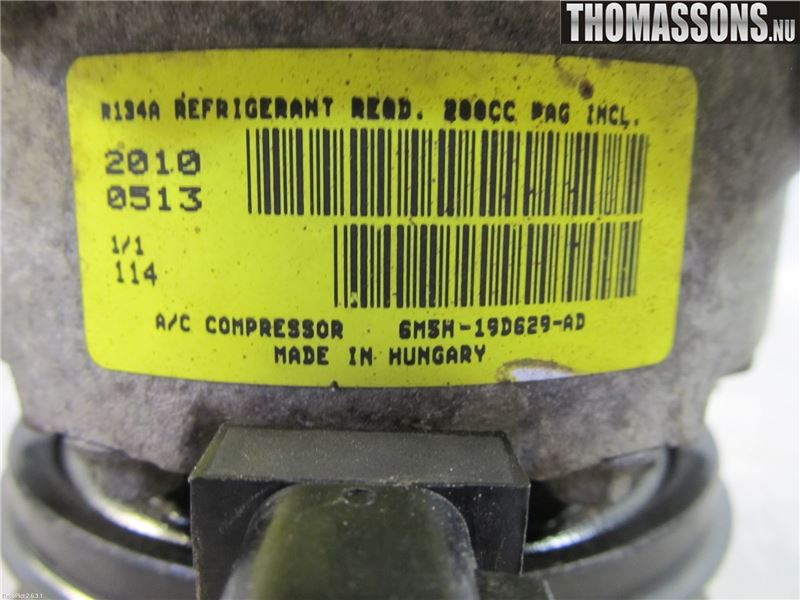 THOMASSONS.NU
R134A REFRIGERANT REQD. 200CC PAG INCL.
2010
0513
1/1
114
A/C COMPRESSOR 6M5H-19D629-AD
MADE IN HUNGARY